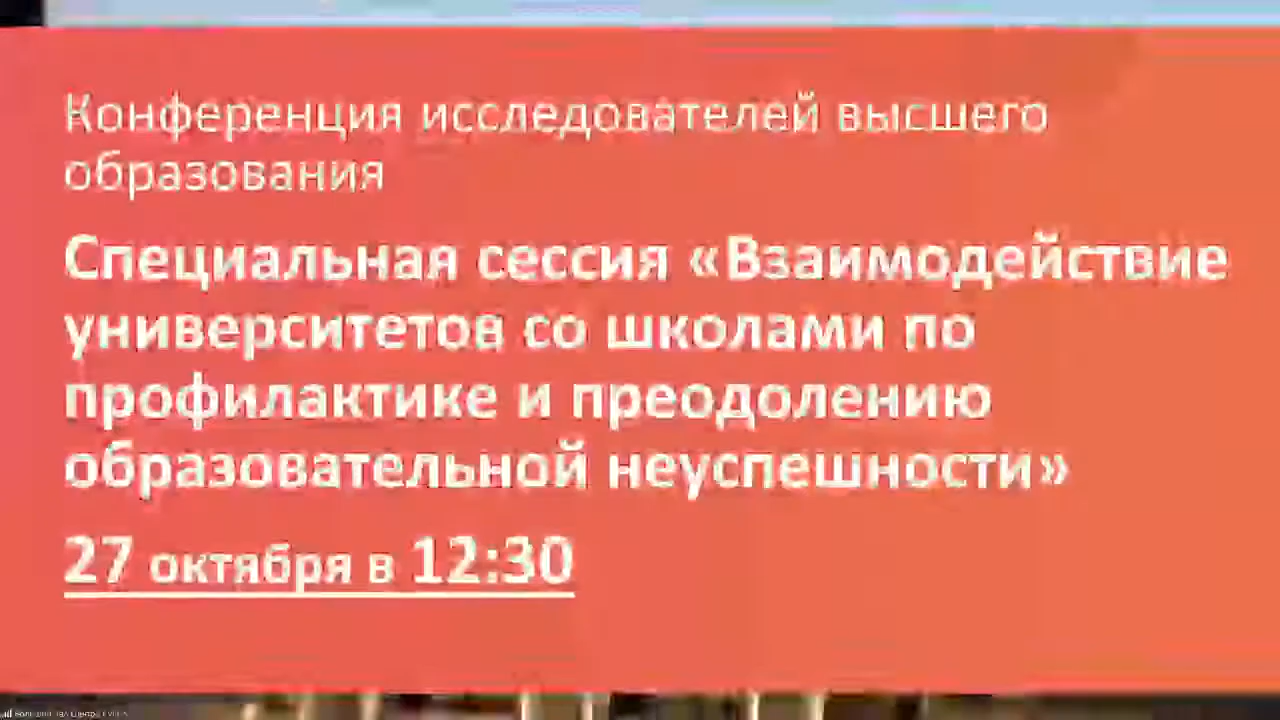 Конференция исследователей высшего
образования
Специальная сессия «Взаимодействие
университетов со школами по
профилактике и преодолению
образовательной неуспешности»
27 октября в 12:30